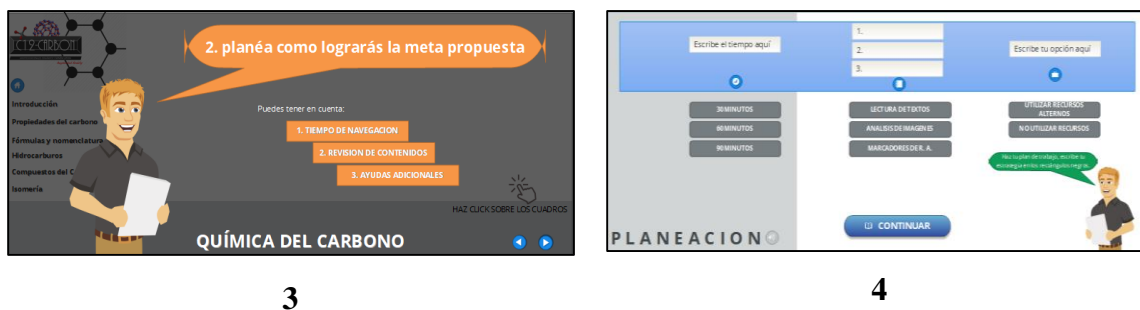 CT2-CARBON
2. planéa como lograrás la meta propuesta
Introducción
Propiedades del carbono
Fórmulas y nomenclatura
Hidrocarburos
Compuestos del C
Isomería
Puedes tener en cuenta:
1. TIEMPO DE NAVEGACION
2. REVISION DE CONTENIDOS
3. AYUDAS ADICIONALES
HAZ CLICK SOBRE LOS CUADROS
QUÍMICA DEL CARBONO
3
Escribe el tiempo aquí
1.
2.
3.
Escribe tu opción aquí
30 MINUTOS
60 MINUTOS
90 MINUTOS
LECTURA DE TEXTOS
ANALISIS DE IMAGENES
MARCADORES DE R. A.
UTILIZAR RECURSOS
ALTERNOS
NO UTILIZAR RECURSOS
Haz tu plan de trabajo, escribe tu
estrategia en los rectángulos negros.
CONTINUAR
PLANEACION
4